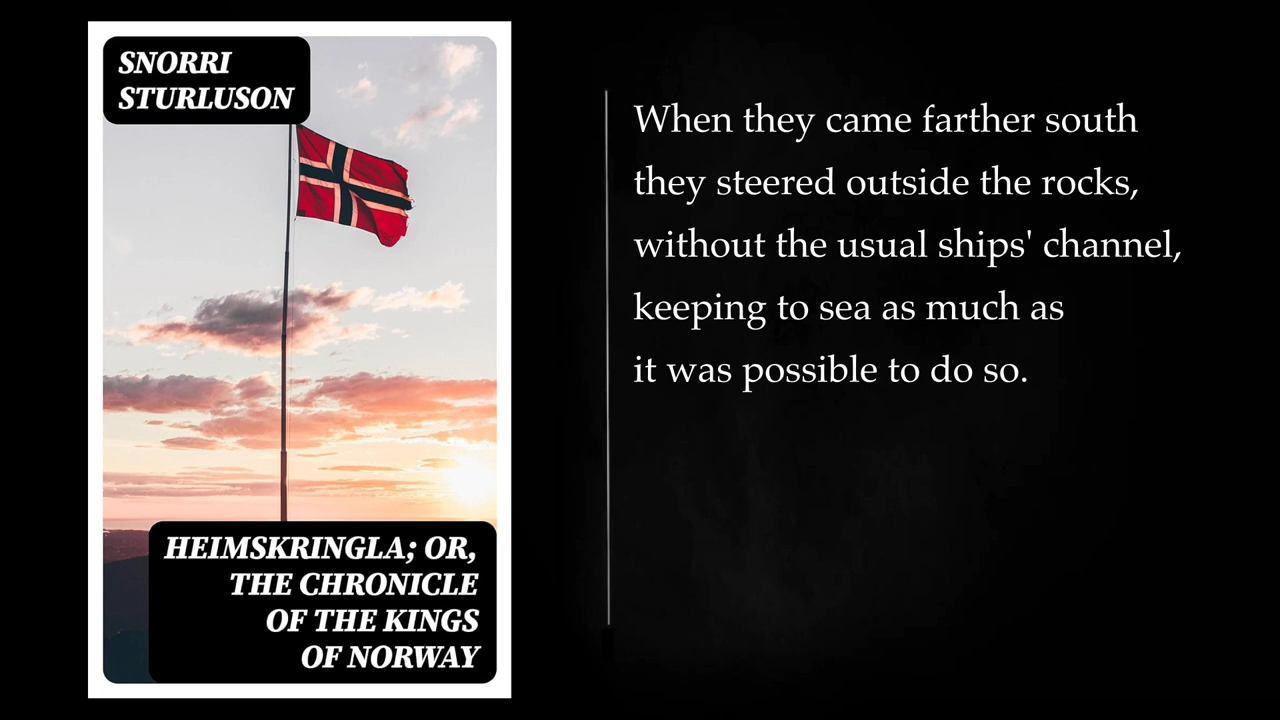 SNORRI
STURLUSON
HEIMSKRINGLA; OR,
THE CHRONICLE
OF THE KINGS
OF NORWAY
When they came farther south
they steered outside the rocks,
without the usual ships' channel,
keeping to sea as much as
it was possible to do so.